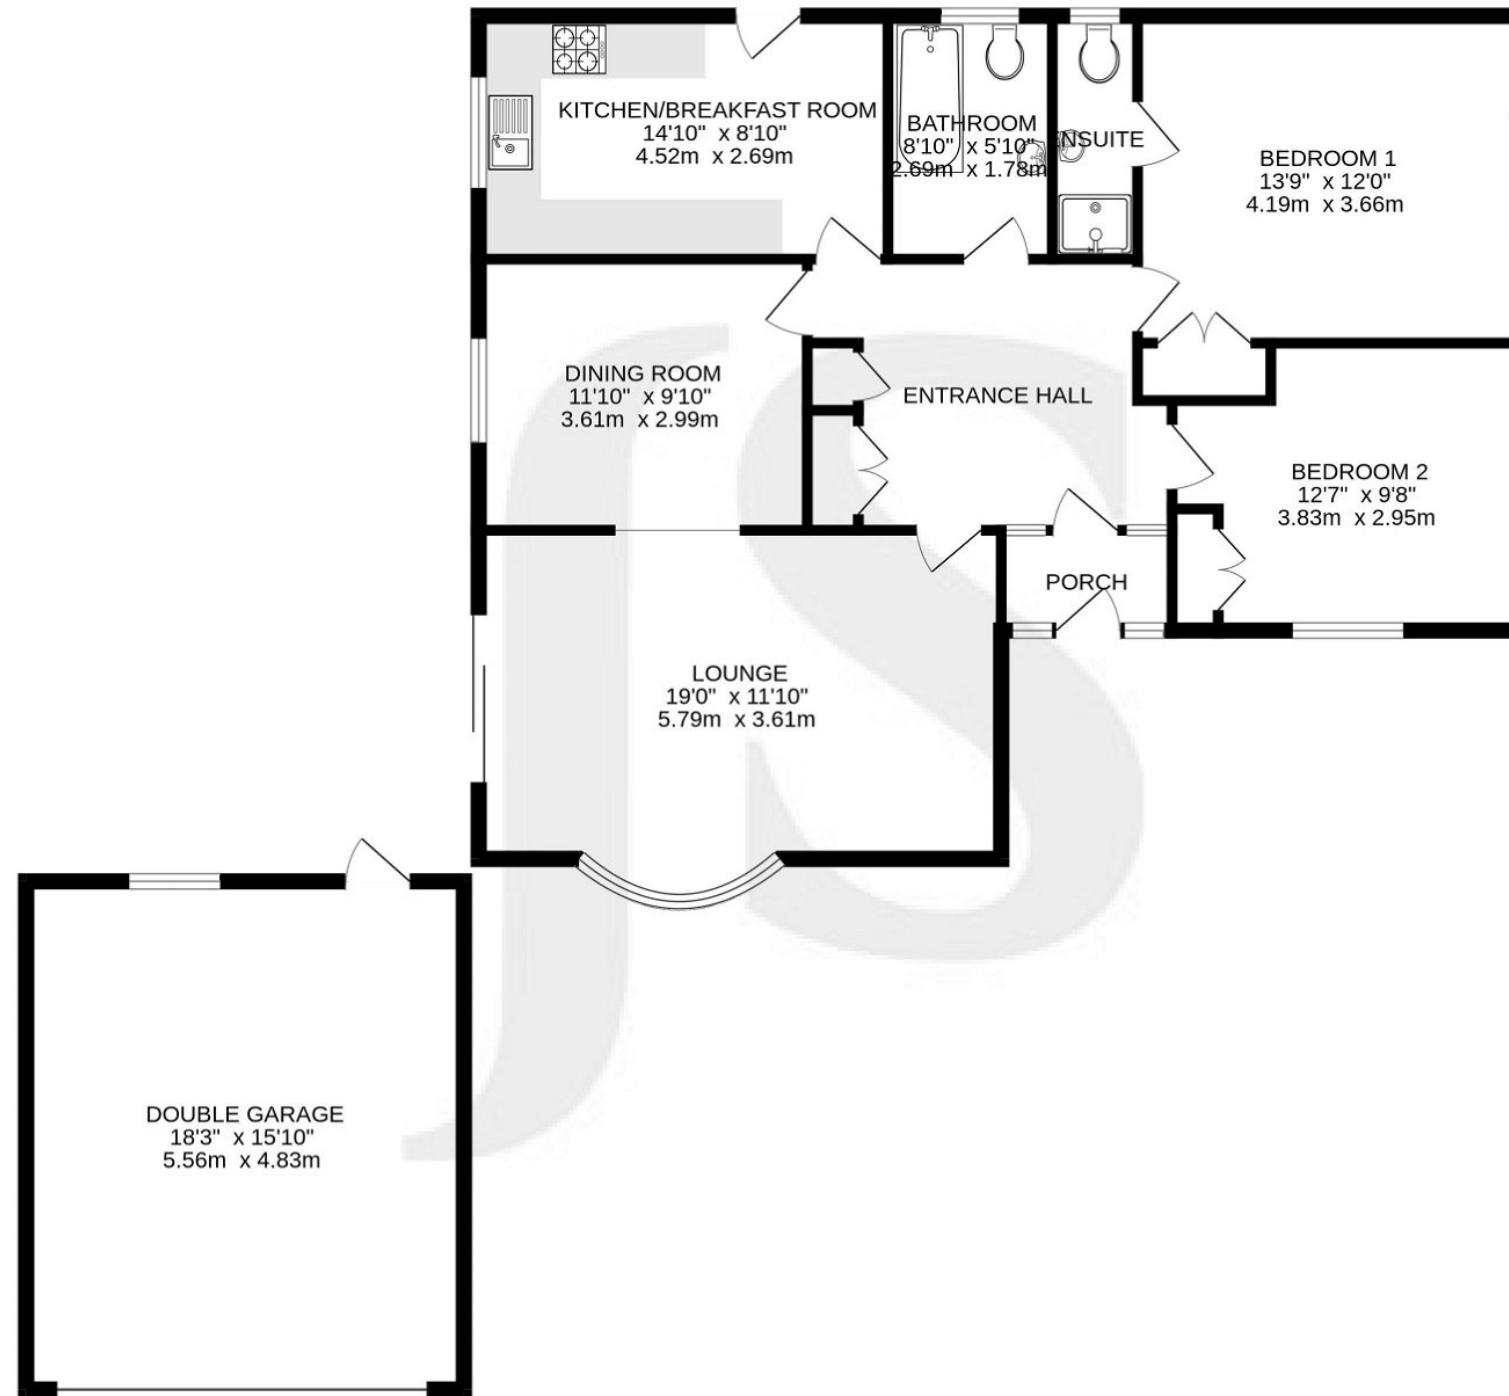 KITCHEN/BREAKFAST ROOM
14'10" x 8'10"
4.52m x 2.69m
BATHROOM
8'10" x 5'10"
2.69m x 1.78m
ENSUITE
BEDROOM 1
13'9" x 12'0"
4.19m x 3.66m
DINING ROOM
11'10" x 9'10"
3.61m x 2.99m
ENTRANCE HALL
BEDROOM 2
12'7" x 9'8"
3.83m x 2.95m
PORCH
LOUNGE
19'0" x 11'10"
5.79m x 3.61m
DOUBLE GARAGE
18'3" x 15'10"
5.56m x 4.83m
JS